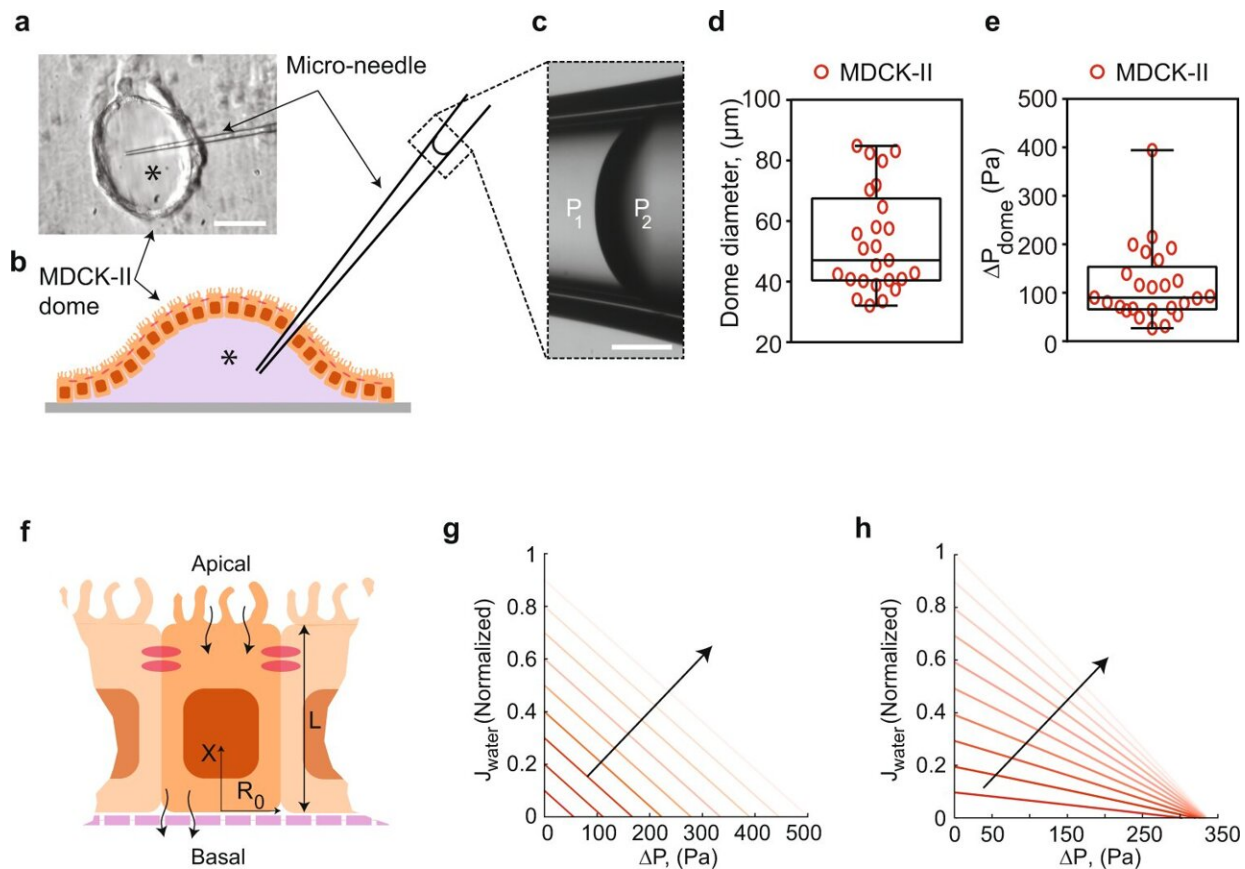 a
Micro-needle
*
b
MDCK-II
dome
*
c
P1
P2
d
MDCK-II
Dome diameter, (μm)
100
80
60
40
20
e
MDCK-II
ΔPdome (Pa)
500
400
300
200
100
0
f
Apical
L
X
R0
Basal
g
Jwater (Normalized)
1
0.8
0.6
0.4
0.2
0
0
100
200
300
400
500
ΔP, (Pa)
h
Jwater (Normalized)
1
0.8
0.6
0.4
0.2
0
0
50
150
250
350
ΔP, (Pa)